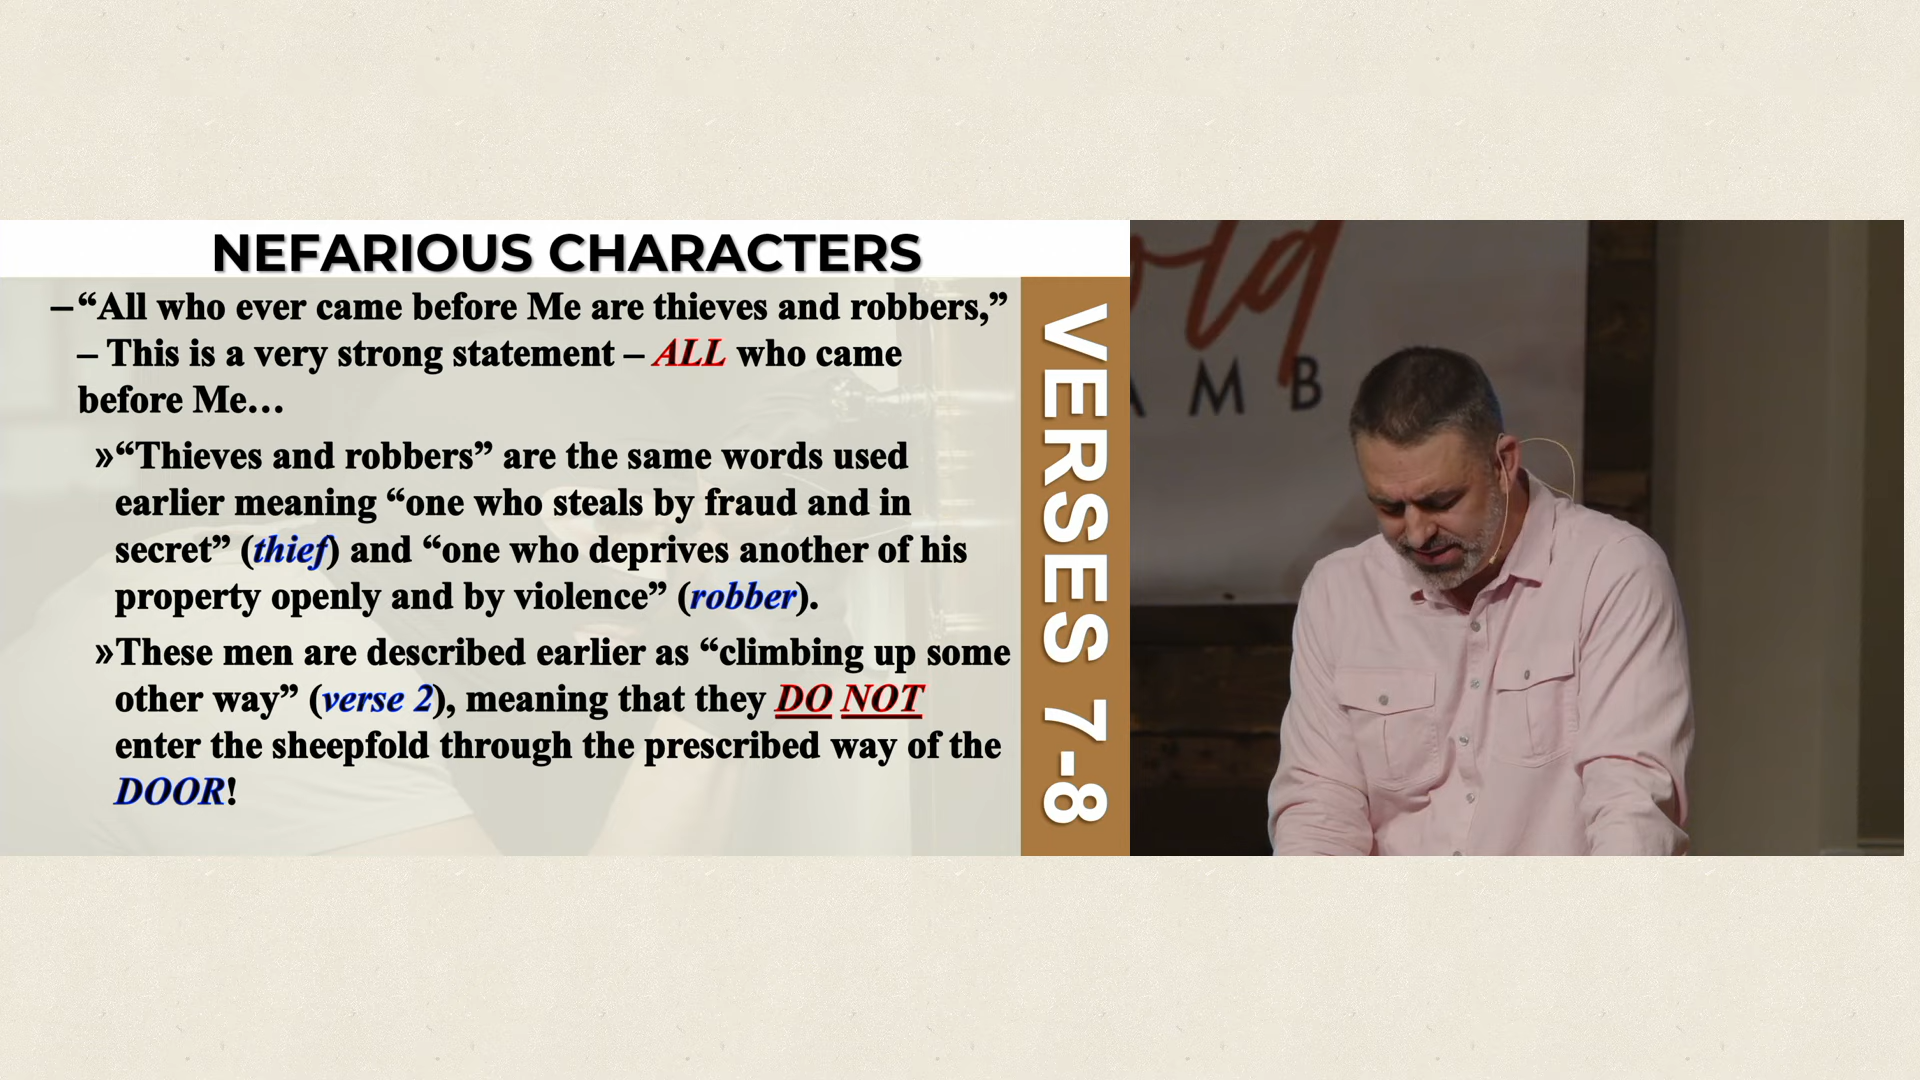 NEFARIOUS CHARACTERS
–“All who ever came before Me are thieves and robbers,”
– This is a very strong statement – ALL who came
before Me…
»“Thieves and robbers” are the same words used
earlier meaning “one who steals by fraud and in
secret” (thief) and “one who deprives another of his
property openly and by violence” (robber).
»These men are described earlier as “climbing up some
other way” (verse 2), meaning that they DO NOT
enter the sheepfold through the prescribed way of the
DOOR!
VERSES 7-8